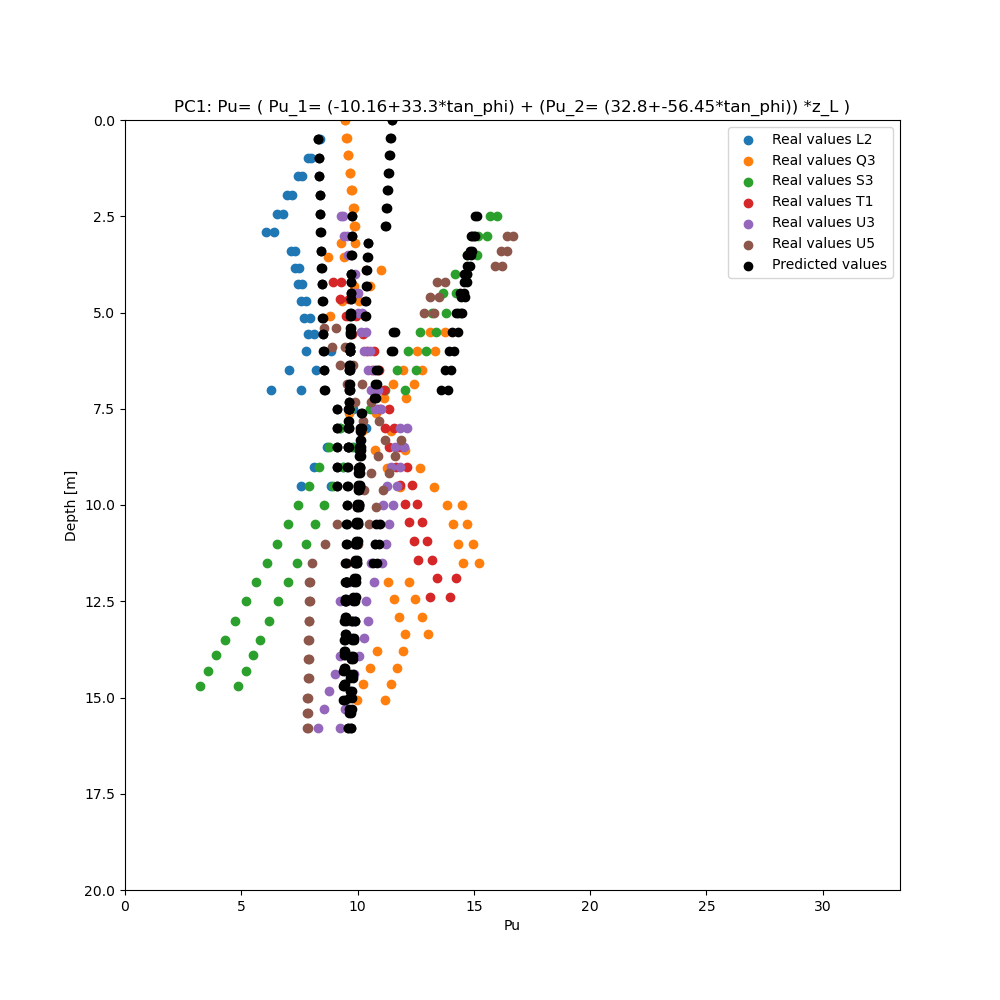 PC1: Pu= ( Pu_1= (-10.16+33.3*tan_phi) + (Pu_2= (32.8+-56.45*tan_phi)) *z_L )
Real values L2
Real values Q3
Real values S3
Real values T1
Real values U3
Real values U5
Predicted values
Depth [m]
0.0
2.5
5.0
7.5
10.0
12.5
15.0
17.5
20.0
0 5 10 15 20 25 30
Pu